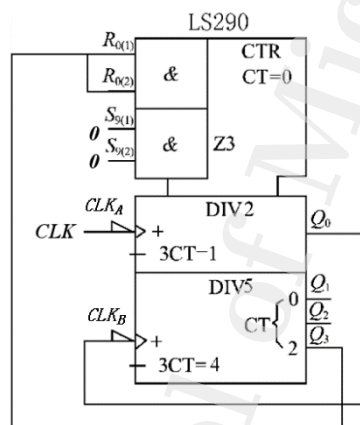 LS290
R0(1)
R0(2)
&
CTR
CT=0
S9(1)
0
S9(2)
0
&
Z3
CLKA
CLK
+
DIV2
Q0
3CT-1
DIV5
CLKB
+
CT
0
2
Q1
Q2
Q3
3CT=4